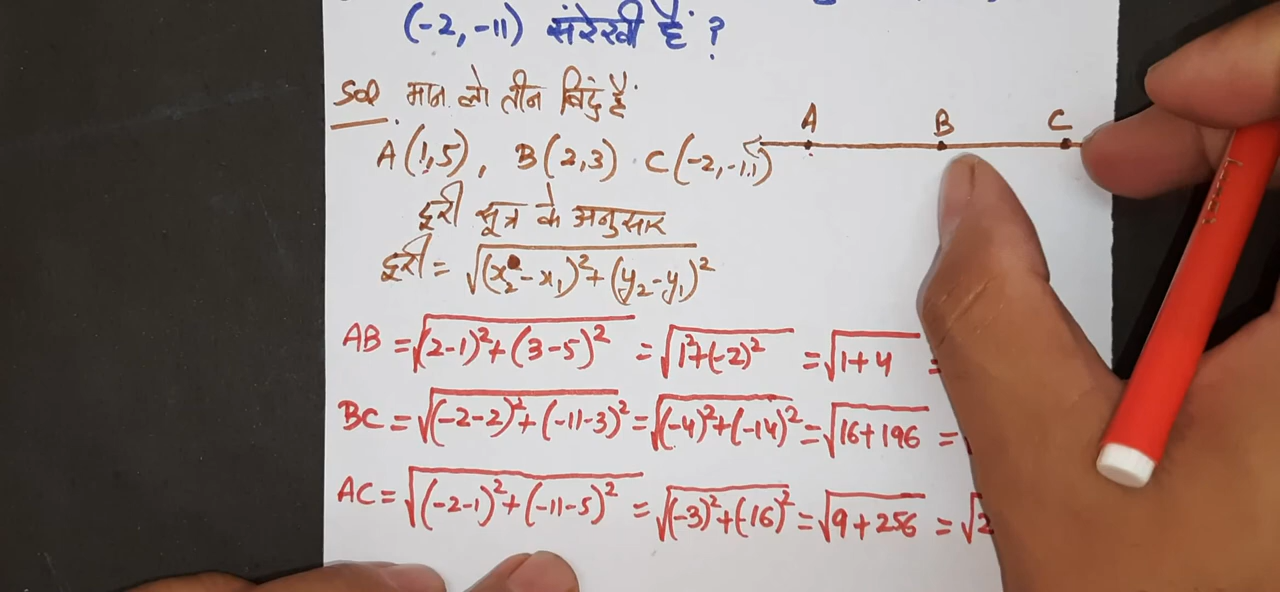 (-2, -11) संरेखी हैं ?
Sol. मान लो तीन बिंदु हैं
A B C
A(1,5), B(2,3) C(-2,-11)
दूरी सूत्र के अनुसार
दूरी = √(x₂-x₁)²+(y₂-y₁)²
AB = √(2-1)²+(3-5)² = √1²+(-2)² = √1+4 =
BC = √(-2-2)²+(-11-3)² = √(-4)²+(-14)² = √16+196 =
AC = √(-2-1)²+(-11-5)² = √(-3)²+(-16)² = √9+256 = √2